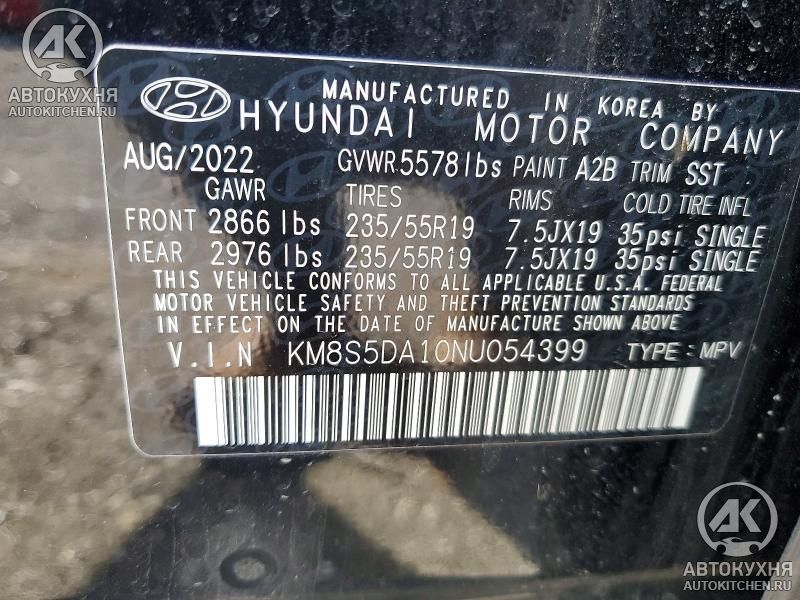 АК
АВТОКУХНЯ
AUTOKITCHEN.RU
MANUFACTURED IN KOREA BY
HYUNDAI MOTOR COMPANY
AUG/2022 GVWR 5578 lbs PAINT A2B TRIM SST
GAWR TIRES RIMS COLD TIRE INFL
FRONT 2866 lbs 235/55R19 7.5JX19 35psi SINGLE
REAR 2976 lbs 235/55R19 7.5JX19 35psi SINGLE
THIS VEHICLE CONFORMS TO ALL APPLICABLE U.S.A. FEDERAL
MOTOR VEHICLE SAFETY AND THEFT PREVENTION STANDARDS
IN EFFECT ON THE DATE OF MANUFACTURE SHOWN ABOVE
V.I.N KM8S5DA10NU054399 TYPE: MPV
АК
АВТОКУХНЯ
AUTOKITCHEN.RU